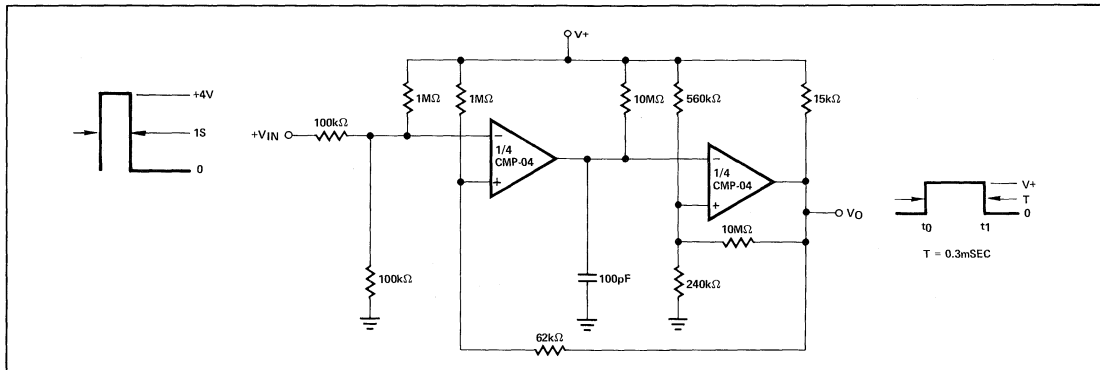 V+
+4V
1S
0
+VIN
100kΩ
1MΩ
1MΩ
−
1/4
CMP-04
+
10MΩ
560kΩ
15kΩ
−
1/4
CMP-04
+
VO
V+
T
0
t0
t1
T = 0.3mSEC
100kΩ
100pF
10MΩ
240kΩ
62kΩ